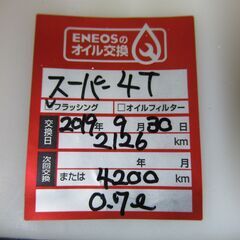 ENEOSの
オイル交換
スーパー4T
□フラッシング □オイルフィルター
交換日 2019年9月30日
2126 km
次回交換 年 月
または 4200 km
0.7ℓ